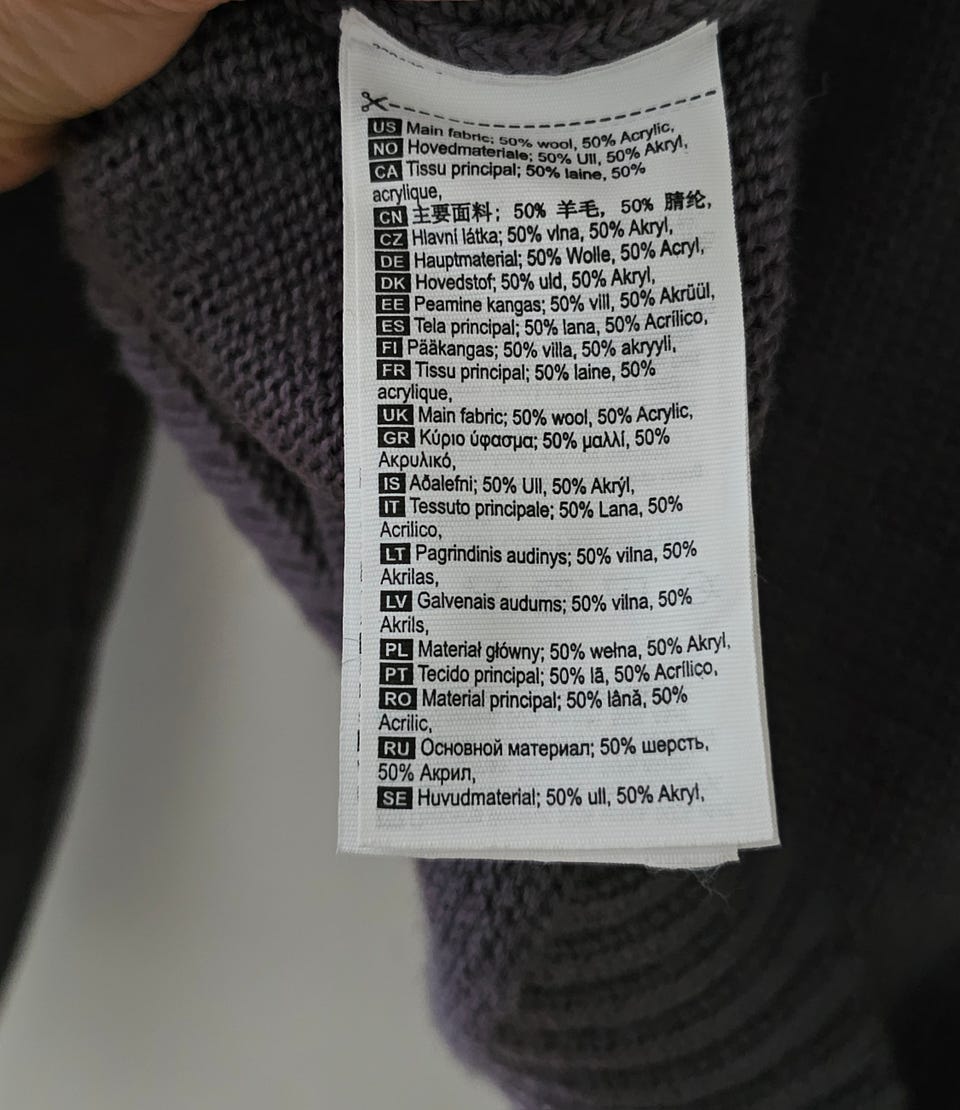 US Main fabric; 50% wool, 50% Acrylic,
NO Hovedmateriale; 50% Ull, 50% Akryl,
CA Tissu principal; 50% laine, 50%
acrylique,
CN 主要面料; 50% 羊毛, 50% 腈纶,
CZ Hlavní látka; 50% vlna, 50% Akryl,
DE Hauptmaterial; 50% Wolle, 50% Acryl,
DK Hovedstof; 50% uld, 50% Akryl,
EE Peamine kangas; 50% vill, 50% Akrüül,
ES Tela principal; 50% lana, 50% Acrílico,
FI Pääkangas; 50% villa, 50% akryyli,
FR Tissu principal; 50% laine, 50%
acrylique,
UK Main fabric; 50% wool, 50% Acrylic,
GR Κύριο ύφασμα; 50% μαλλί, 50%
Ακρυλικό,
IS Aðalefni; 50% Ull, 50% Akrýl,
IT Tessuto principale; 50% Lana, 50%
Acrilico,
LT Pagrindinis audinys; 50% vilna, 50%
Akrilas,
LV Galvenais audums; 50% vilna, 50%
Akrils,
PL Materiał główny; 50% wełna, 50% Akryl,
PT Tecido principal; 50% lã, 50% Acrílico,
RO Material principal; 50% lână, 50%
Acrilic,
RU Основной материал; 50% шерсть,
50% Акрил,
SE Huvudmaterial; 50% ull, 50% Akryl,